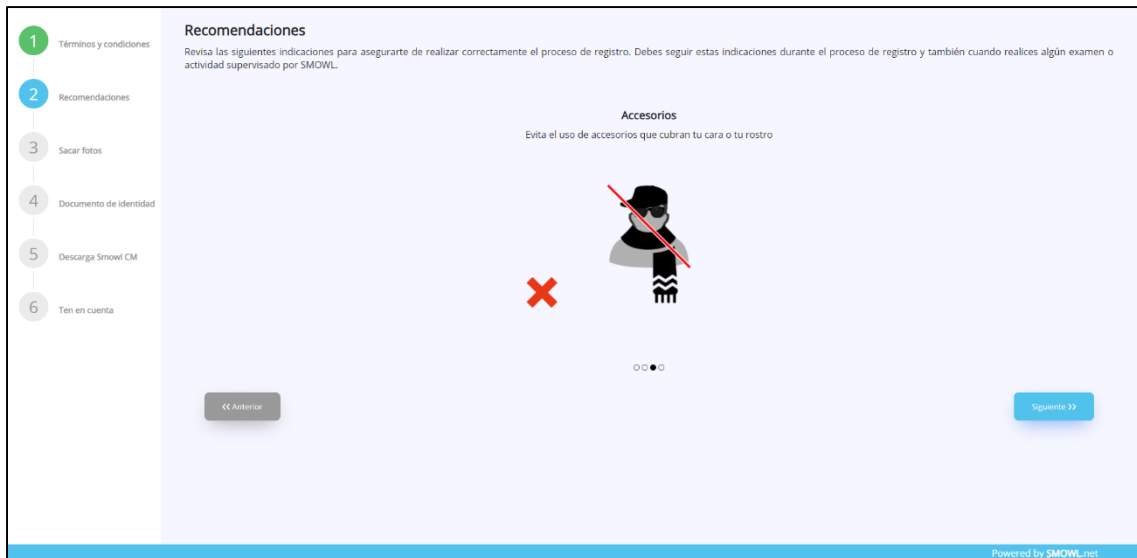 1 Términos y condiciones
2 Recomendaciones
3 Sacar fotos
4 Documento de identidad
5 Descarga Smowl CM
6 Ten en cuenta
Recomendaciones
Revisa las siguientes indicaciones para asegurarte de realizar correctamente el proceso de registro. Debes seguir estas indicaciones durante el proceso de registro y también cuando realices algún examen o
actividad supervisado por SMOWL.
Accesorios
Evita el uso de accesorios que cubran tu cara o tu rostro
<< Anterior
Siguiente >>
Powered by SMOWL.net